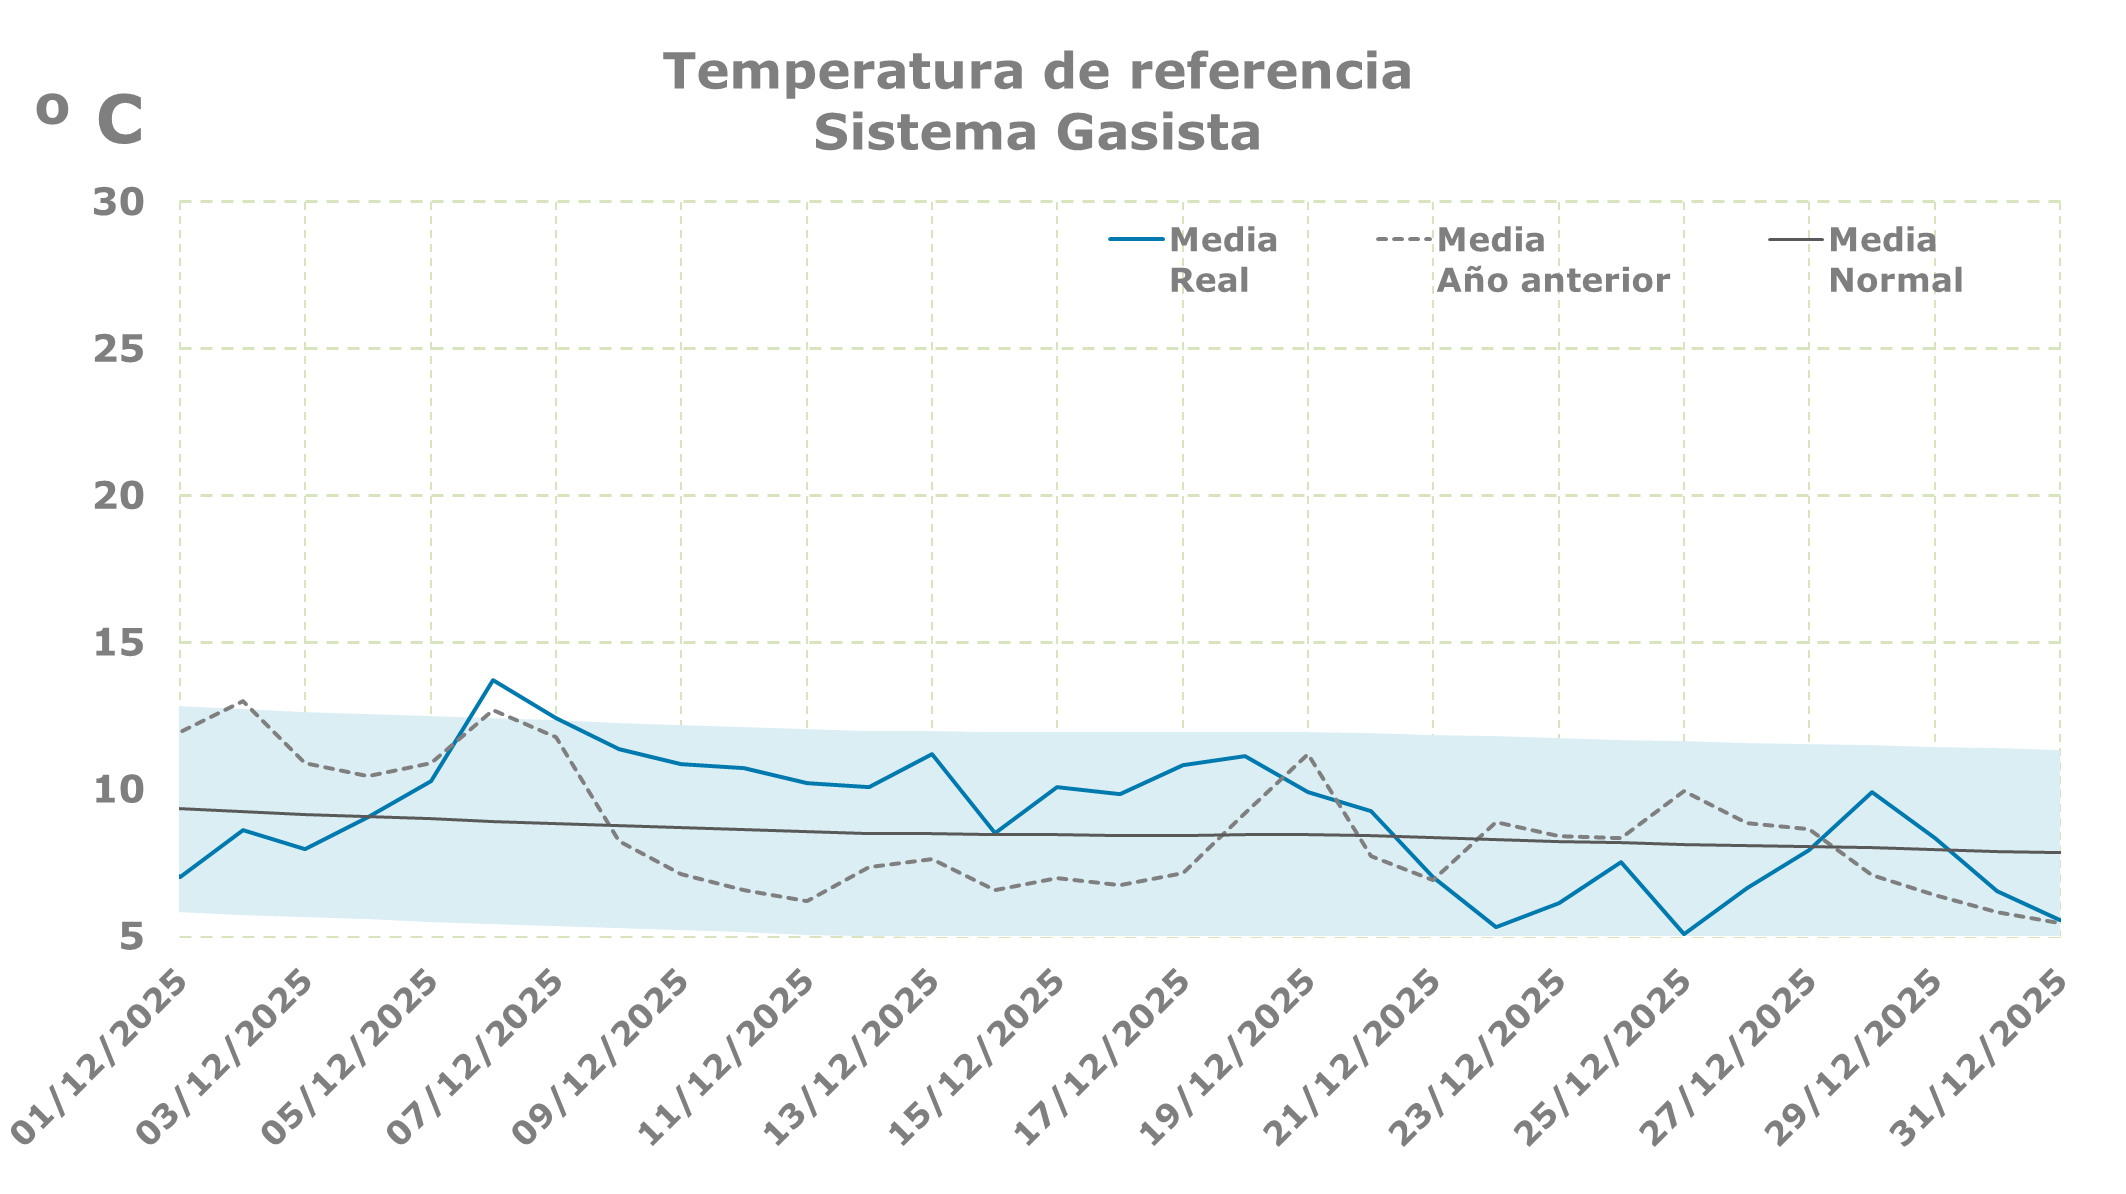 Temperatura de referencia
Sistema Gasista
º C
30
25
20
15
10
5
Media
Real
Media
Año anterior
Media
Normal
01/12/2025
03/12/2025
05/12/2025
07/12/2025
09/12/2025
11/12/2025
13/12/2025
15/12/2025
17/12/2025
19/12/2025
21/12/2025
23/12/2025
25/12/2025
27/12/2025
29/12/2025
31/12/2025